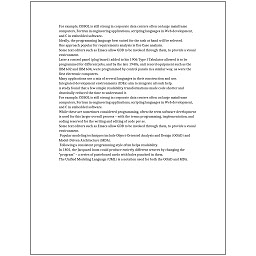 For example COBOL is still strong in corporate data centers often on large mainframe
computers, Fortran in engineering applications, scripting languages in Web development,
and C in embedded software.
Ideally, the programming language best suited for the task at hand will be selected.
One approach popular for requirements analysis is Use Case analysis.
Some text editors such as Emacs allow GDB to be invoked through them, to provide a visual
environment.
Later a control panel (plug board) added to his 1906 Type I Tabulator allowed it to be
programmed for different jobs, and by the late 1940s, unit record equipment such as the
IBM 602 and IBM 604, were programmed by control panels in a similar way, as were the
first electronic computers.
Many applications use a mix of several languages in their construction and use.
Integrated development environments (IDEs) aim to integrate all such help.
A study found that a few simple readability transformations made code shorter and
drastically reduced the time to understand it.
For example COBOL is still strong in corporate data centers often on large mainframe
computers, Fortran in engineering applications, scripting languages in Web development,
and C in embedded software.
While these are sometimes considered programming, often the term software development
is used for this larger overall process – with the terms programming, implementation, and
coding reserved for the writing and editing of code per se.
Some text editors such as Emacs allow GDB to be invoked through them, to provide a visual
environment.
Popular modeling techniques include Object-Oriented Analysis and Design (OOAD) and
Model-Driven Architecture (MDA).
Following a consistent programming style often helps readability.
In 1801, the Jacquard loom could produce entirely different weaves by changing the
"program" – a series of pasteboard cards with holes punched in them.
The Unified Modeling Language (UML) is a notation used for both the OOAD and MDA.